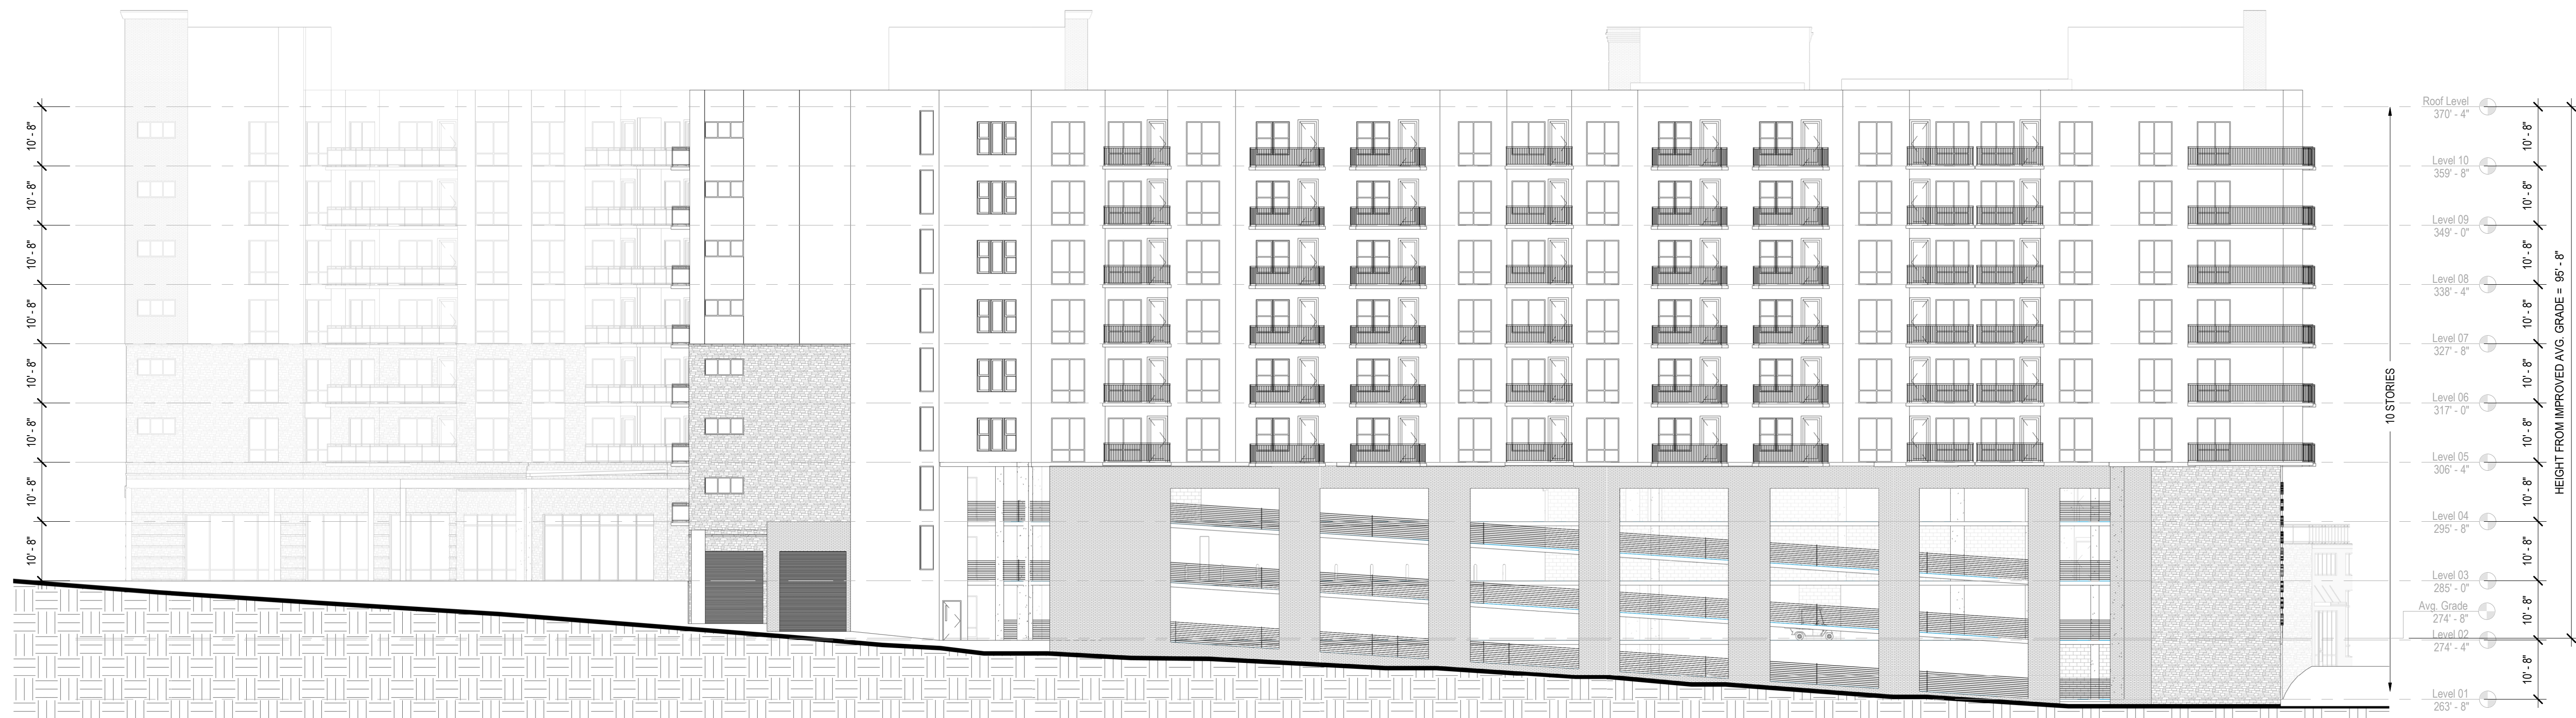 10' - 8"
10' - 8"
10' - 8"
10' - 8"
10' - 8"
10' - 8"
10' - 8"
10' - 8"
10 STORIES
Roof Level
370' - 4"
Level 10
359' - 8"
Level 09
349' - 0"
Level 08
338' - 4"
Level 07
327' - 8"
Level 06
317' - 0"
Level 05
306' - 4"
Level 04
295' - 8"
Level 03
285' - 0"
Avg. Grade
274' - 8"
Level 02
274' - 4"
Level 01
263' - 8"
10' - 8"
10' - 8"
10' - 8"
10' - 8"
10' - 8"
10' - 8"
10' - 8"
10' - 8"
10' - 8"
10' - 8"
HEIGHT FROM IMPROVED AVG. GRADE = 95' - 8"